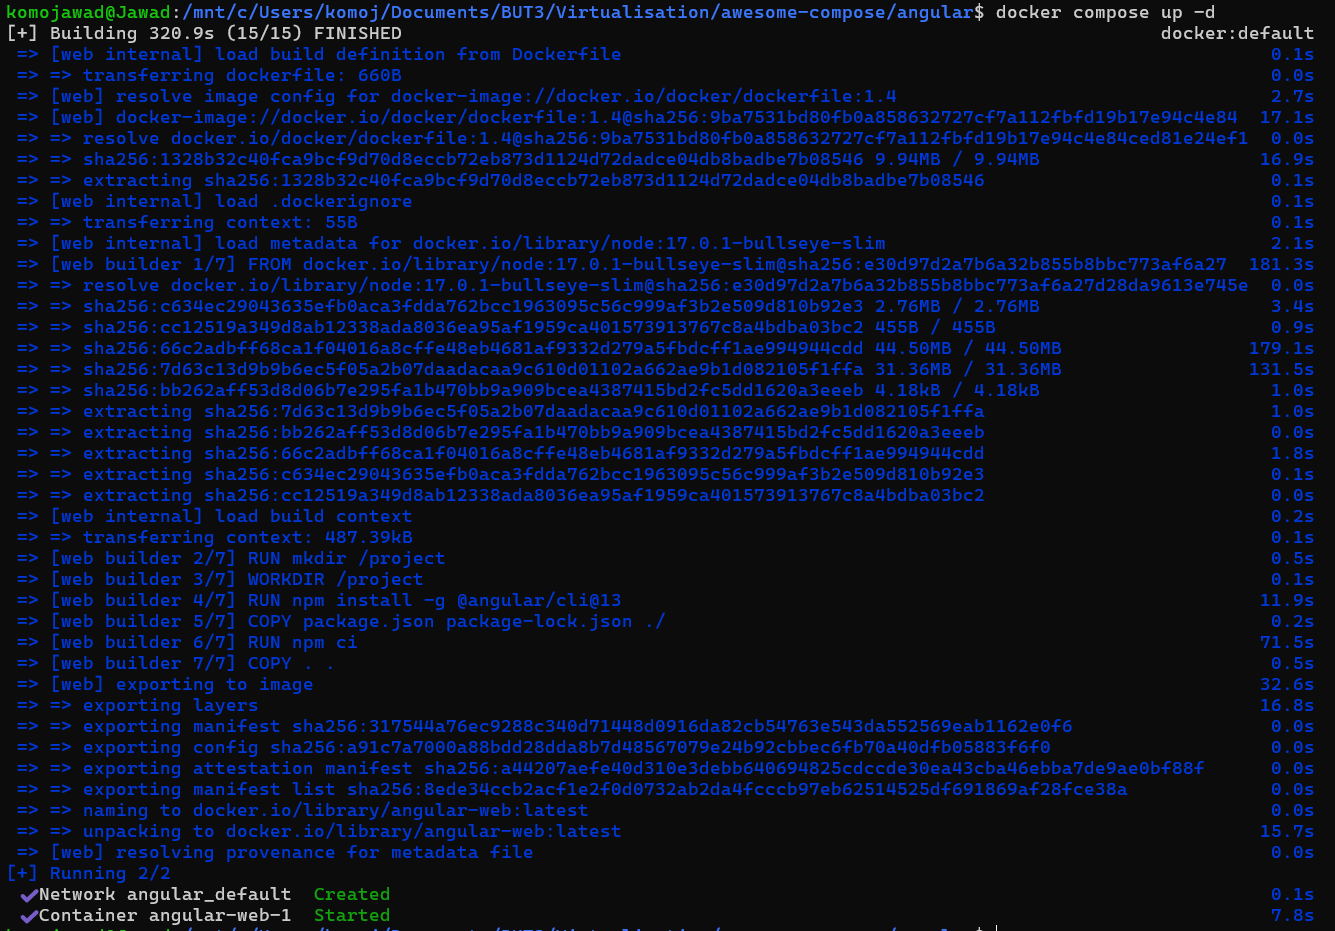 komojawad@Jawad:/mnt/c/Users/komoj/Documents/BUT3/Virtualisation/awesome-compose/angular$ docker compose up -d
[+] Building 320.9s (15/15) FINISHED docker:default
=> [web internal] load build definition from Dockerfile 0.1s
=> => transferring dockerfile: 660B 0.0s
=> [web] resolve image config for docker-image://docker.io/docker/dockerfile:1.4 2.7s
=> [web] docker-image://docker.io/docker/dockerfile:1.4@sha256:9ba7531bd80fb0a858632727cf7a112fbfd19b17e94c4e84 17.1s
=> => resolve docker.io/docker/dockerfile:1.4@sha256:9ba7531bd80fb0a858632727cf7a112fbfd19b17e94c4e84ced81e24ef1 0.0s
=> => sha256:1328b32c40fca9bcf9d70d8eccb72eb873d1124d72dadce04db8badbe7b08546 9.94MB / 9.94MB 16.9s
=> => extracting sha256:1328b32c40fca9bcf9d70d8eccb72eb873d1124d72dadce04db8badbe7b08546 0.1s
=> [web internal] load .dockerignore 0.1s
=> => transferring context: 55B 0.1s
=> [web internal] load metadata for docker.io/library/node:17.0.1-bullseye-slim 2.1s
=> [web builder 1/7] FROM docker.io/library/node:17.0.1-bullseye-slim@sha256:e30d97d2a7b6a32b855b8bbc773af6a27 181.3s
=> => resolve docker.io/library/node:17.0.1-bullseye-slim@sha256:e30d97d2a7b6a32b855b8bbc773af6a27d28da9613e745e 0.0s
=> => sha256:c634ec29043635efb0aca3fdda762bcc1963095c56c999af3b2e509d810b92e3 2.76MB / 2.76MB 3.4s
=> => sha256:cc12519a349d8ab12338ada8036ea95af1959ca401573913767c8a4bdba03bc2 455B / 455B 0.9s
=> => sha256:66c2adbff68ca1f04016a8cffe48eb4681af9332d279a5fbdcff1ae994944cdd 44.50MB / 44.50MB 179.1s
=> => sha256:7d63c13d9b9b6ec5f05a2b07daadacaa9c610d01102a662ae9b1d082105f1ffa 31.36MB / 31.36MB 131.5s
=> => sha256:bb262aff53d8d06b7e295fa1b470bb9a909bcea4387415bd2fc5dd1620a3eeeb 4.18kB / 4.18kB 1.0s
=> => extracting sha256:7d63c13d9b9b6ec5f05a2b07daadacaa9c610d01102a662ae9b1d082105f1ffa 1.0s
=> => extracting sha256:bb262aff53d8d06b7e295fa1b470bb9a909bcea4387415bd2fc5dd1620a3eeeb 0.0s
=> => extracting sha256:66c2adbff68ca1f04016a8cffe48eb4681af9332d279a5fbdcff1ae994944cdd 1.8s
=> => extracting sha256:c634ec29043635efb0aca3fdda762bcc1963095c56c999af3b2e509d810b92e3 0.1s
=> => extracting sha256:cc12519a349d8ab12338ada8036ea95af1959ca401573913767c8a4bdba03bc2 0.0s
=> [web internal] load build context 0.2s
=> => transferring context: 487.39kB 0.1s
=> [web builder 2/7] RUN mkdir /project 0.5s
=> [web builder 3/7] WORKDIR /project 0.1s
=> [web builder 4/7] RUN npm install -g @angular/cli@13 11.9s
=> [web builder 5/7] COPY package.json package-lock.json ./ 0.2s
=> [web builder 6/7] RUN npm ci 71.5s
=> [web builder 7/7] COPY . . 0.5s
=> [web] exporting to image 32.6s
=> => exporting layers 16.8s
=> => exporting manifest sha256:317544a76ec9288c340d71448d0916da82cb54763e543da552569eab1162e0f6 0.0s
=> => exporting config sha256:a91c7a7000a88bdd28dda8b7d48567079e24b92cbbec6fb70a40dfb05883f6f0 0.0s
=> => exporting attestation manifest sha256:a44207aefe40d310e3debb640694825cdccde30ea43cba46ebba7de9ae0bf88f 0.0s
=> => exporting manifest list sha256:8ede34ccb2acf1e2f0d0732ab2da4fcccb97eb62514525df691869af28fce38a 0.0s
=> => naming to docker.io/library/angular-web:latest 0.0s
=> => unpacking to docker.io/library/angular-web:latest 15.7s
=> [web] resolving provenance for metadata file 0.0s
[+] Running 2/2
✔Network angular_default Created 0.1s
✔Container angular-web-1 Started 7.8s